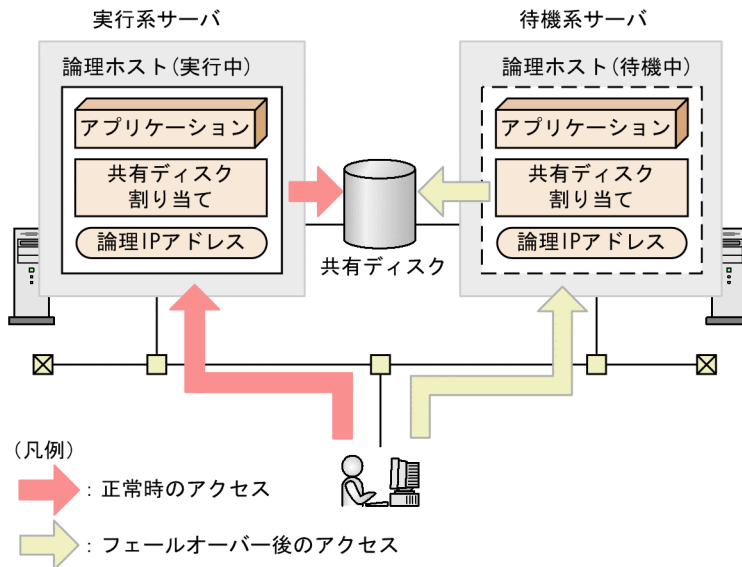 実行系サーバ
待機系サーバ
論理ホスト(実行中)
論理ホスト(待機中)
アプリケーション
アプリケーション
共有ディスク
割り当て
共有ディスク
割り当て
論理IPアドレス
論理IPアドレス
共有ディスク
(凡例)
：正常時のアクセス
：フェールオーバー後のアクセス